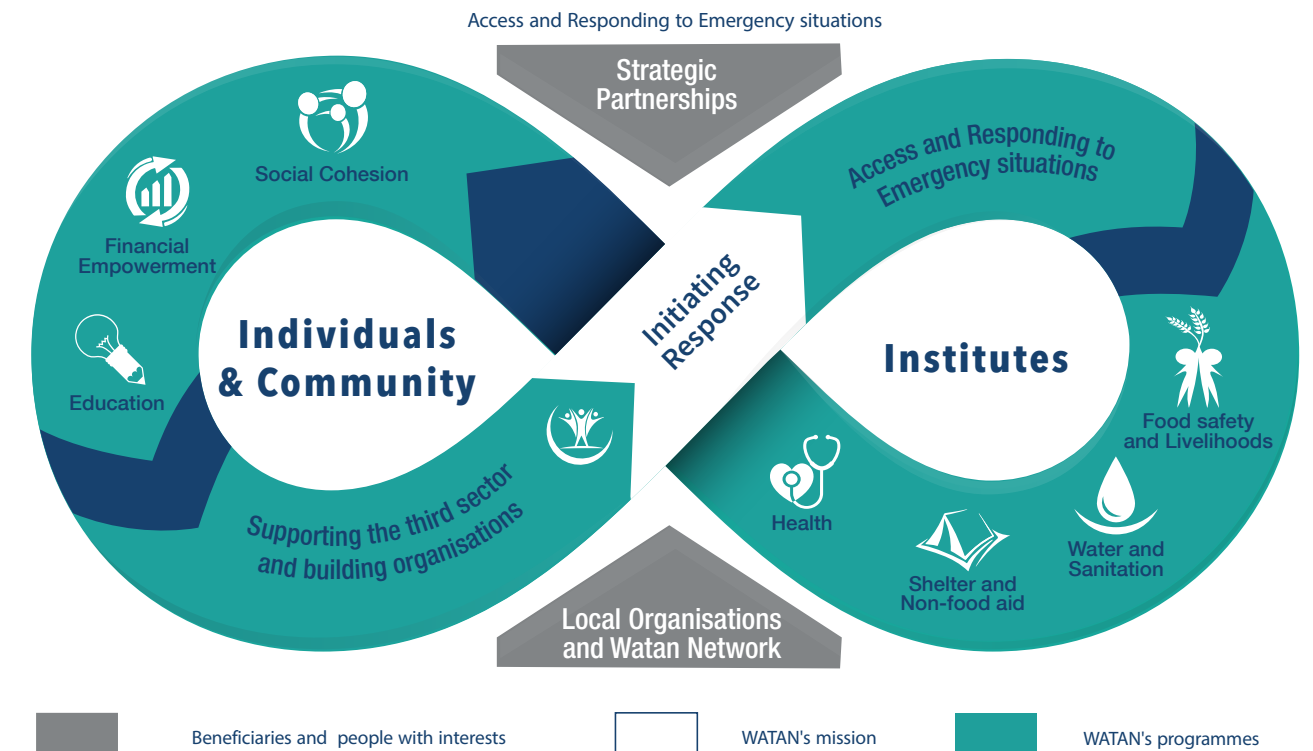 Access and Responding to Emergency situations
Strategic
Partnerships
Social Cohesion
Financial
Empowerment
Education
Individuals
& Community
Supporting the third sector
and building organisations
Initiating
Response
Access and Responding to
Emergency situations
Institutes
Food safety
and Livelihoods
Water and
Sanitation
Shelter and
Non-food aid
Health
Local Organisations
and Watan Network
Beneficiaries and people with interests
WATAN's mission
WATAN's programmes